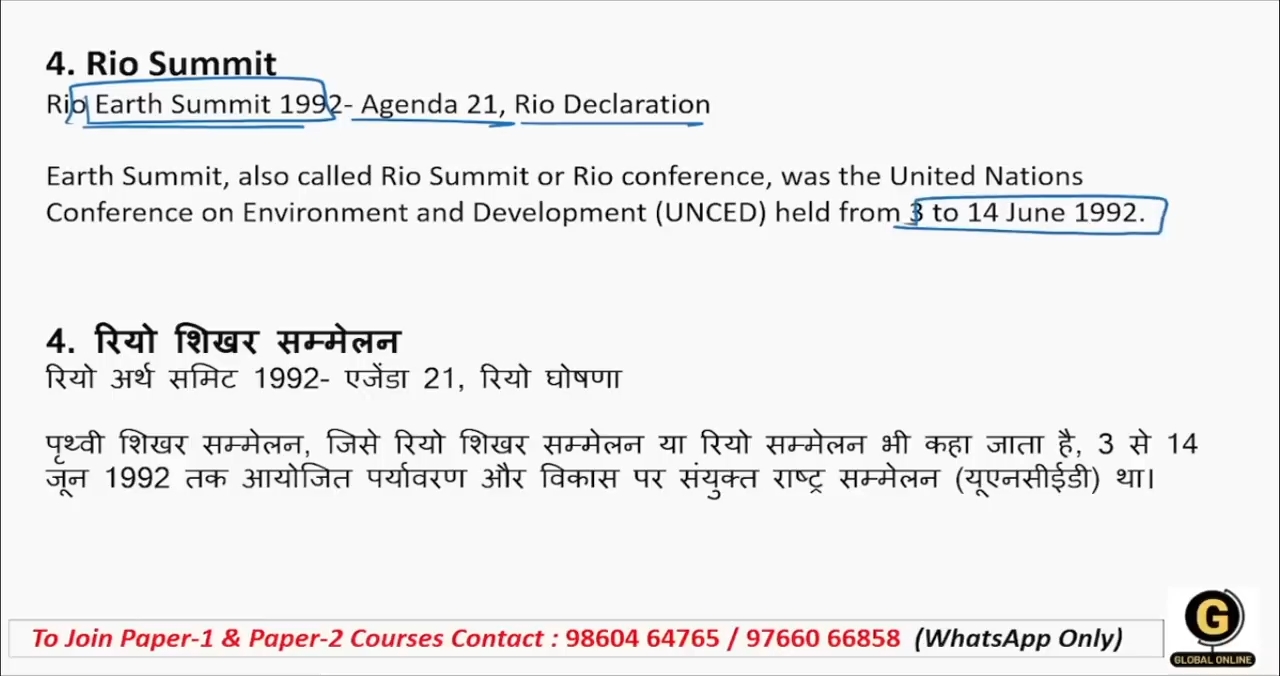 4. Rio Summit
Rio Earth Summit 1992- Agenda 21, Rio Declaration
Earth Summit, also called Rio Summit or Rio conference, was the United Nations
Conference on Environment and Development (UNCED) held from 3 to 14 June 1992.
4. रियो शिखर सम्मेलन
रियो अर्थ समिट 1992- एजेंडा 21, रियो घोषणा
पृथ्वी शिखर सम्मेलन, जिसे रियो शिखर सम्मेलन या रियो सम्मेलन भी कहा जाता है, 3 से 14
जून 1992 तक आयोजित पर्यावरण और विकास पर संयुक्त राष्ट्र सम्मेलन (यूएनसीईडी) था।
To Join Paper-1 & Paper-2 Courses Contact : 98604 64765 / 97660 66858 (WhatsApp Only)
G
GLOBAL ONLINE